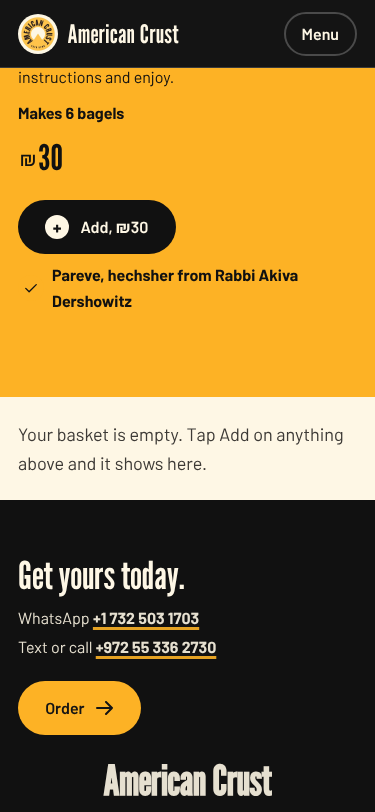 American Crust
Menu
instructions and enjoy.
Makes 6 bagels
₪30
Add, ₪30
Pareve, hechsher from Rabbi Akiva
Dershowitz
Your basket is empty. Tap Add on anything
above and it shows here.
Get yours today.
WhatsApp +1 732 503 1703
Text or call +972 55 336 2730
Order
American Crust